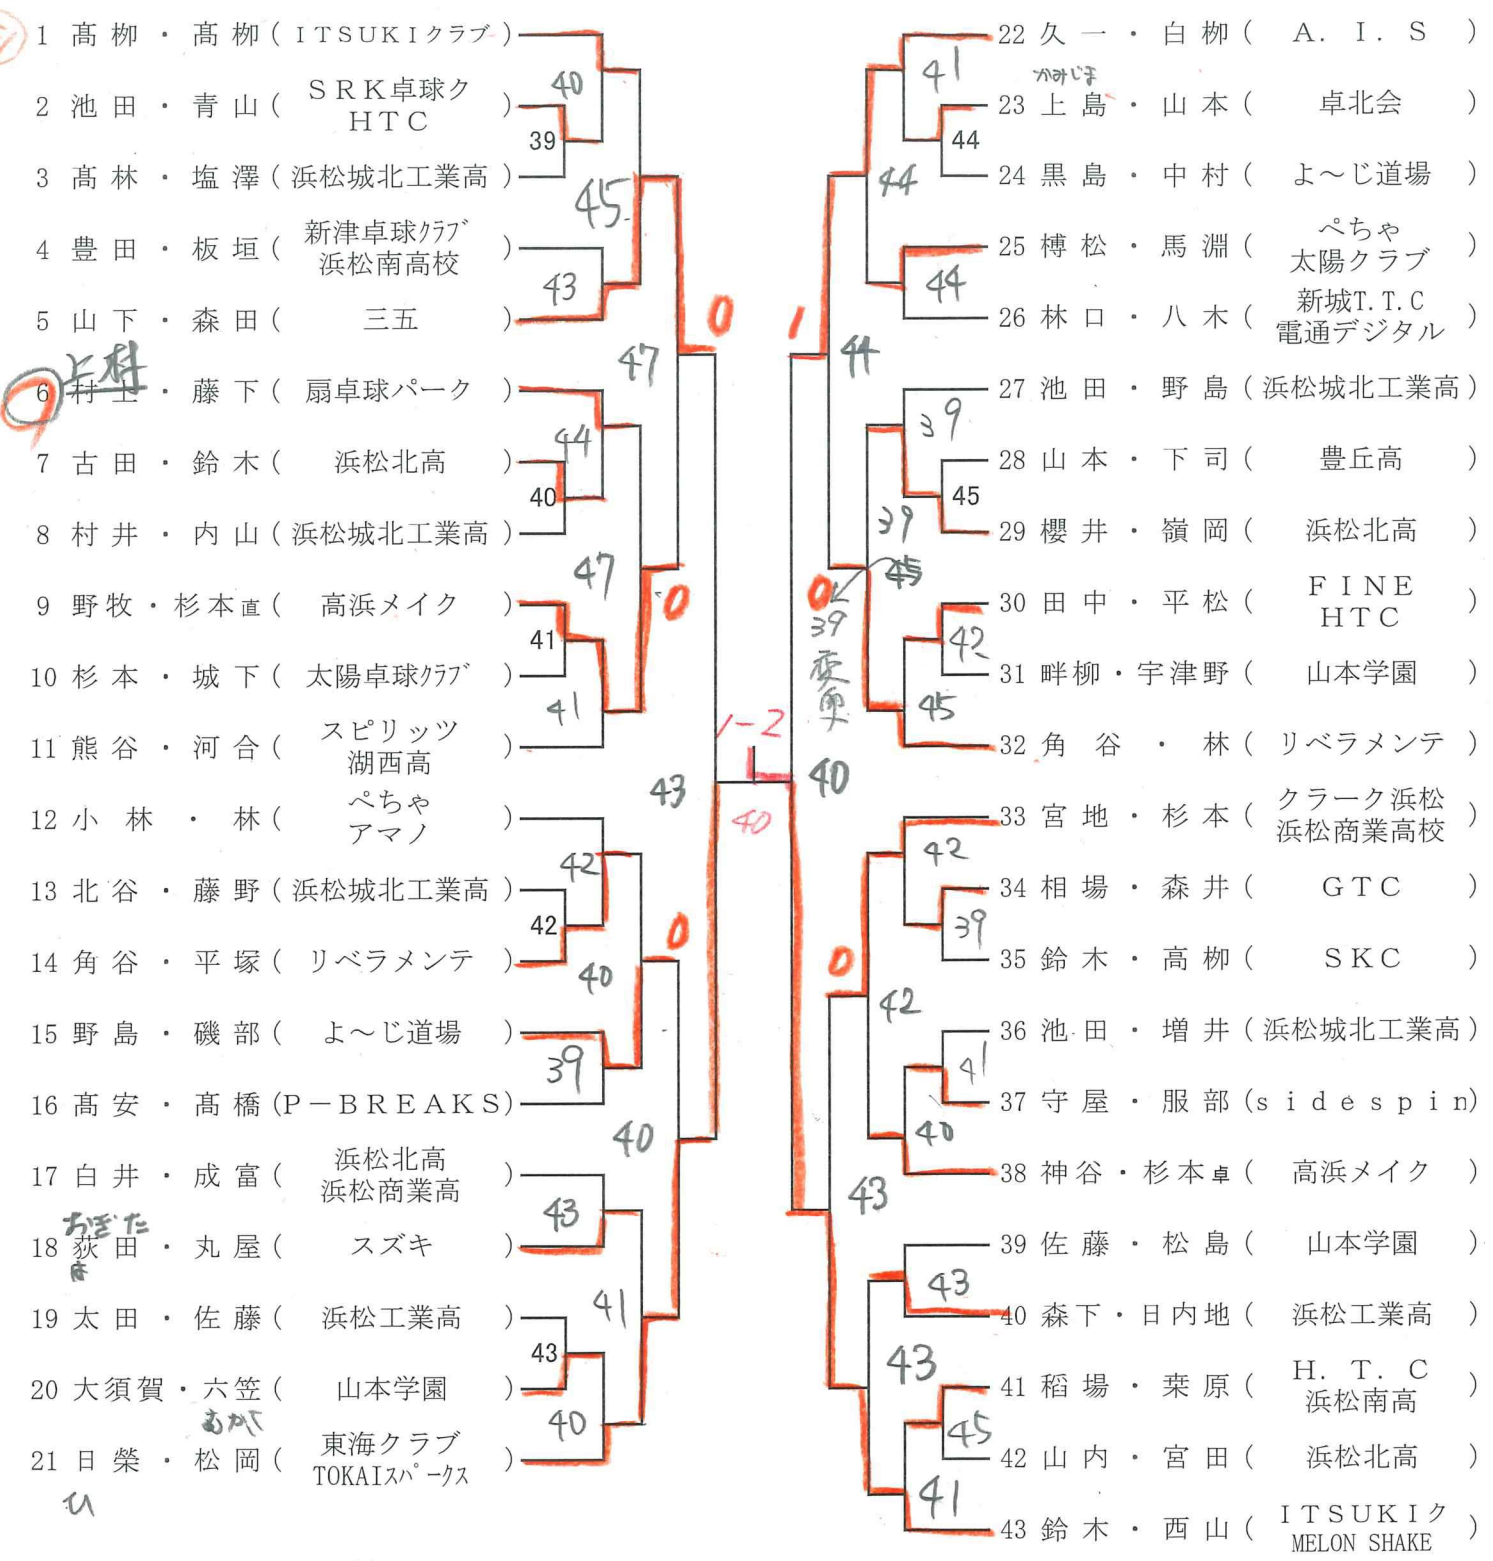 1 髙栁・髙栁(ITSUKIクラブ)
40
2 池田・青山(SRK卓球ク HTC)
39
3 髙林・塩澤(浜松城北工業高)
45
4 豊田・板垣(新津卓球クラブ 浜松南高校)
43
5 山下・森田(三五)
0
47
上村
6 村上・藤下(扇卓球パーク)
44
7 古田・鈴木(浜松北高)
40
8 村井・内山(浜松城北工業高)
47
0
9 野牧・杉本直(高浜メイク)
41
10 杉本・城下(太陽卓球クラブ)
41
11 熊谷・河合(スピリッツ 湖西高)
43
12 小林・林(ぺちゃ アマノ)
42
13 北谷・藤野(浜松城北工業高)
42
14 角谷・平塚(リベラメンテ)
0
40
15 野島・磯部(よ～じ道場)
39
16 髙安・髙橋(P－BREAKS)
40
17 白井・成富(浜松北高 浜松商業高)
43
おぎた
18 荻田・丸屋(スズキ)
41
19 太田・佐藤(浜松工業高)
43
20 大須賀・六笠(山本学園)
むかさ
40
21 日榮・松岡(東海クラブ TOKAIスパークス)
ひ
1-2
40
22 久一・白栁(A．I．S)
41
かみじま
23 上島・山本(卓北会)
44
24 黒島・中村(よ～じ道場)
44
25 榑松・馬淵(ぺちゃ 太陽クラブ)
44
26 林口・八木(新城T.T.C 電通デジタル)
1
44
27 池田・野島(浜松城北工業高)
39
28 山本・下司(豊丘高)
45
29 櫻井・嶺岡(浜松北高)
39
45
0
39
変更
30 田中・平松(FINE HTC)
42
31 畔柳・宇津野(山本学園)
45
32 角谷・林(リベラメンテ)
40
33 宮地・杉本(クラーク浜松 浜松商業高校)
42
34 相場・森井(GTC)
39
35 鈴木・高栁(SKC)
0
42
36 池田・増井(浜松城北工業高)
41
37 守屋・服部(sidespin)
40
38 神谷・杉本卓(高浜メイク)
43
39 佐藤・松島(山本学園)
43
40 森下・日内地(浜松工業高)
43
41 稻場・桒原(H．T．C 浜松南高)
45
42 山内・宮田(浜松北高)
41
43 鈴木・西山(ITSUKIク MELON SHAKE)